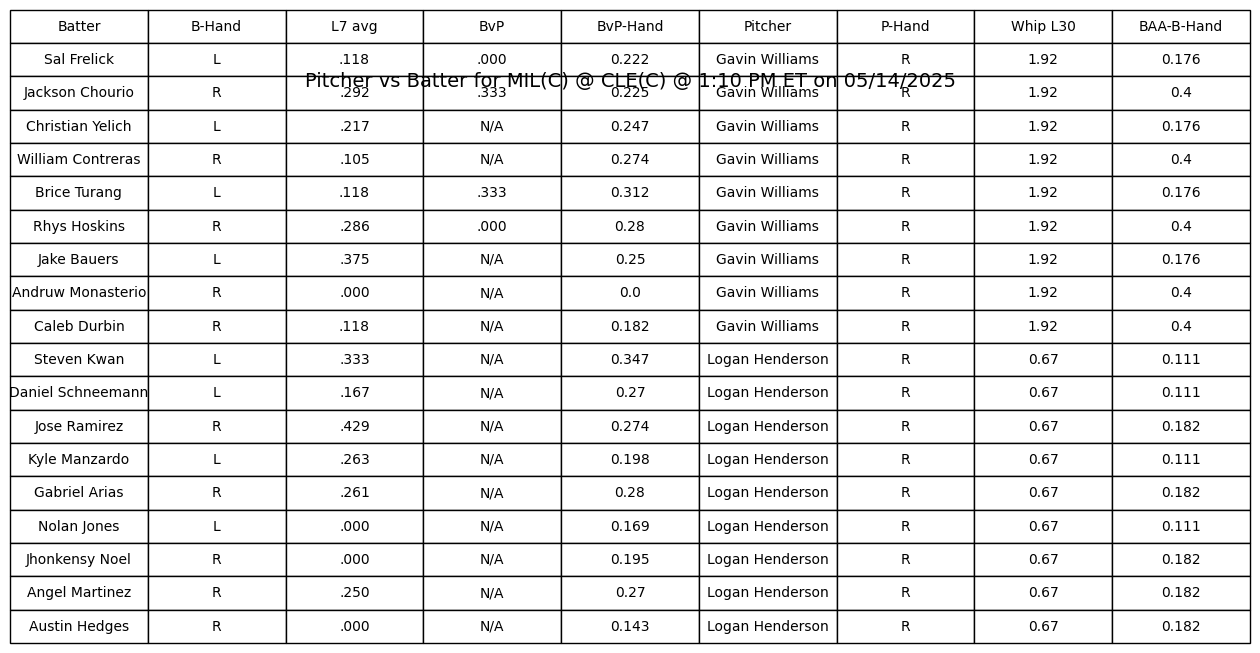 Batter B-Hand L7 avg BvP BvP-Hand Pitcher P-Hand Whip L30 BAA-B-Hand
Sal Frelick L .118 .000 0.222 Gavin Williams R 1.92 0.176
Pitcher vs Batter for MIL(C) @ CLE(C) @ 1:10 PM ET on 05/14/2025
Jackson Chourio R .292 .333 0.225 Gavin Williams R 1.92 0.4
Christian Yelich L .217 N/A 0.247 Gavin Williams R 1.92 0.176
William Contreras R .105 N/A 0.274 Gavin Williams R 1.92 0.4
Brice Turang L .118 .333 0.312 Gavin Williams R 1.92 0.176
Rhys Hoskins R .286 .000 0.28 Gavin Williams R 1.92 0.4
Jake Bauers L .375 N/A 0.25 Gavin Williams R 1.92 0.176
Andruw Monasterio R .000 N/A 0.0 Gavin Williams R 1.92 0.4
Caleb Durbin R .118 N/A 0.182 Gavin Williams R 1.92 0.4
Steven Kwan L .333 N/A 0.347 Logan Henderson R 0.67 0.111
Daniel Schneemann L .167 N/A 0.27 Logan Henderson R 0.67 0.111
Jose Ramirez R .429 N/A 0.274 Logan Henderson R 0.67 0.182
Kyle Manzardo L .263 N/A 0.198 Logan Henderson R 0.67 0.111
Gabriel Arias R .261 N/A 0.28 Logan Henderson R 0.67 0.182
Nolan Jones L .000 N/A 0.169 Logan Henderson R 0.67 0.111
Jhonkensy Noel R .000 N/A 0.195 Logan Henderson R 0.67 0.182
Angel Martinez R .250 N/A 0.27 Logan Henderson R 0.67 0.182
Austin Hedges R .000 N/A 0.143 Logan Henderson R 0.67 0.182